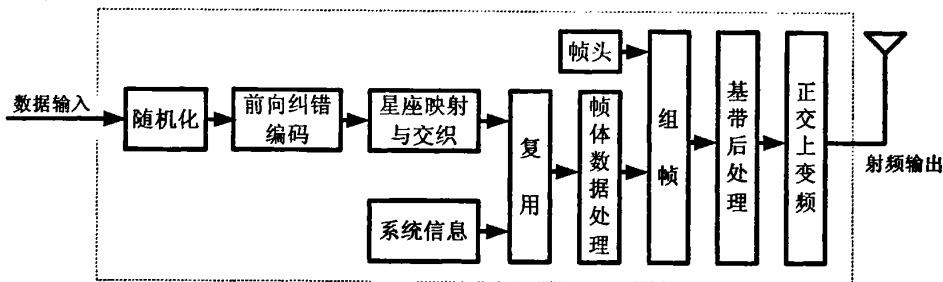 数据输入
随机化
前向纠错
编码
星座映射
与交织
系统信息
复用
帧头
帧体数据处理
组帧
基带后处理
正交上变频
射频输出